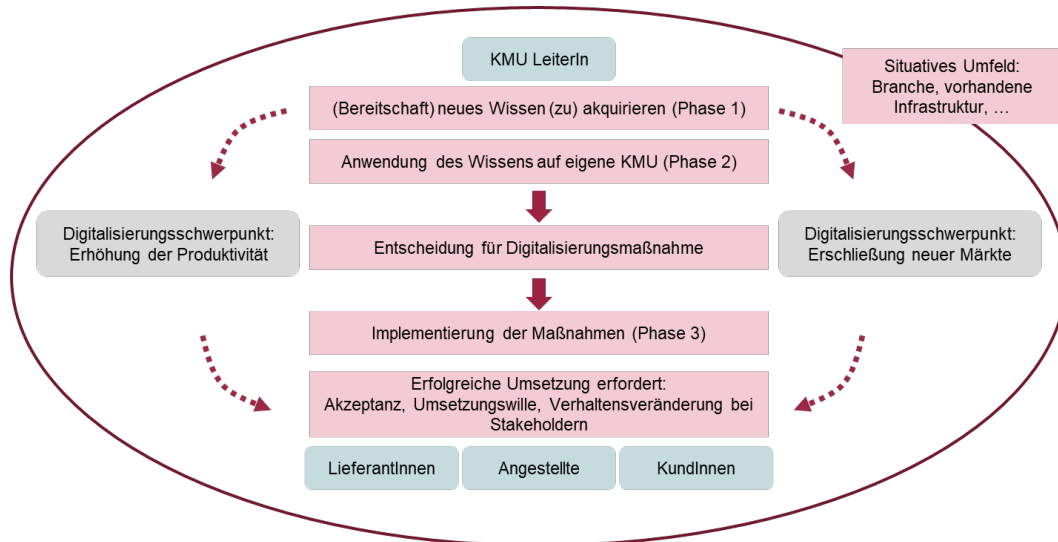 KMU LeiterIn
Situatives Umfeld:
Branche, vorhandene
Infrastruktur, …
(Bereitschaft) neues Wissen (zu) akquirieren (Phase 1)
Anwendung des Wissens auf eigene KMU (Phase 2)
Digitalisierungsschwerpunkt:
Erhöhung der Produktivität
Entscheidung für Digitalisierungsmaßnahme
Digitalisierungsschwerpunkt:
Erschließung neuer Märkte
Implementierung der Maßnahmen (Phase 3)
Erfolgreiche Umsetzung erfordert:
Akzeptanz, Umsetzungswille, Verhaltensveränderung bei
Stakeholdern
LieferantInnen
Angestellte
KundInnen